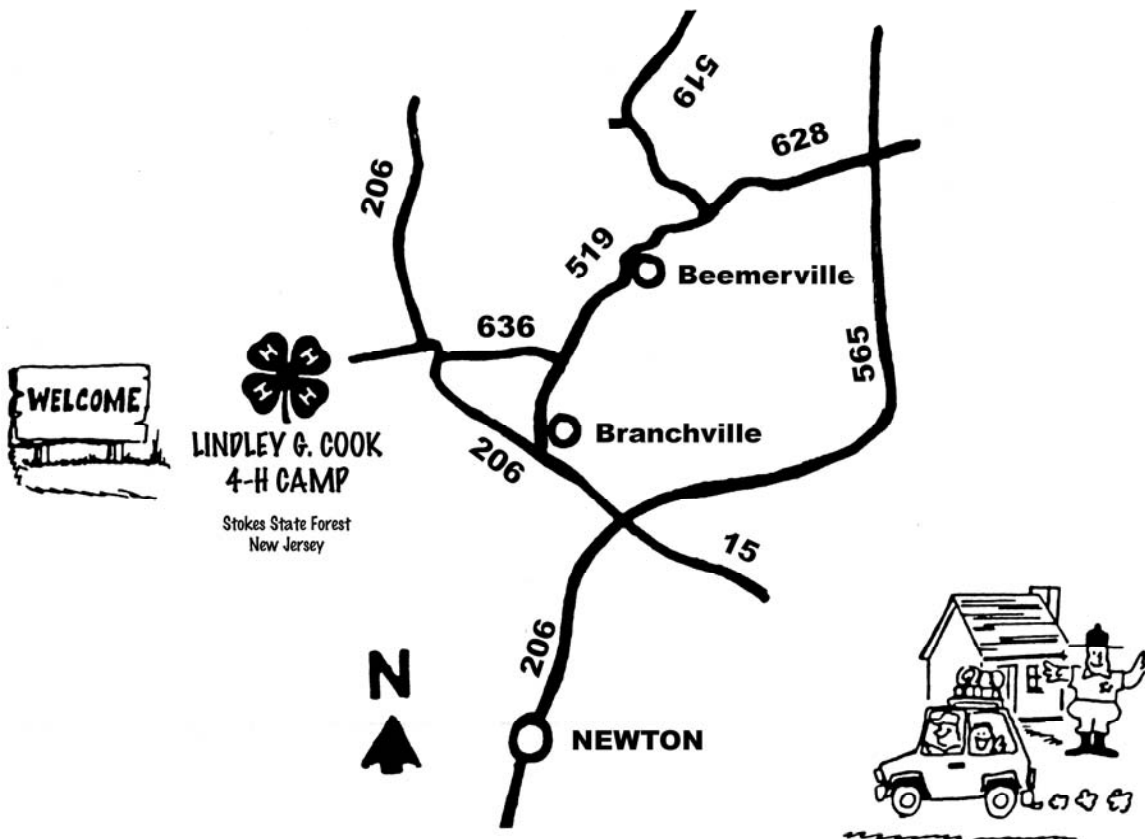 519
628
206
519
Beemerville
636
565
WELCOME
H H
H H
LINDLEY G. COOK
4-H CAMP
Stokes State Forest
New Jersey
Branchville
206
15
206
N
NEWTON